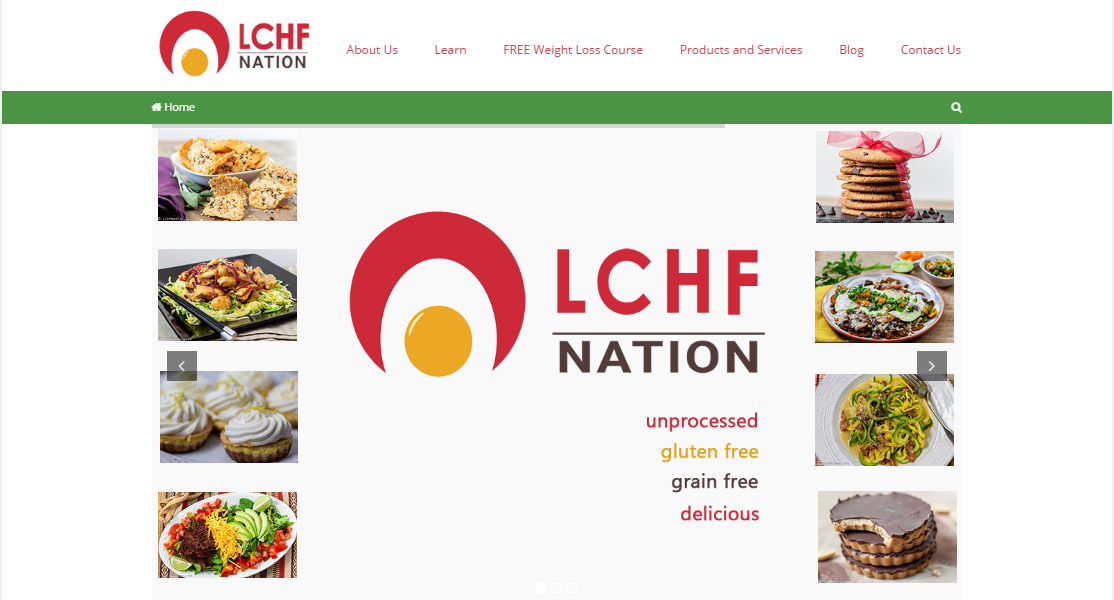 LCHF
NATION
About Us
Learn
FREE Weight Loss Course
Products and Services
Blog
Contact Us
Home
LCHF
NATION
unprocessed
gluten free
grain free
delicious